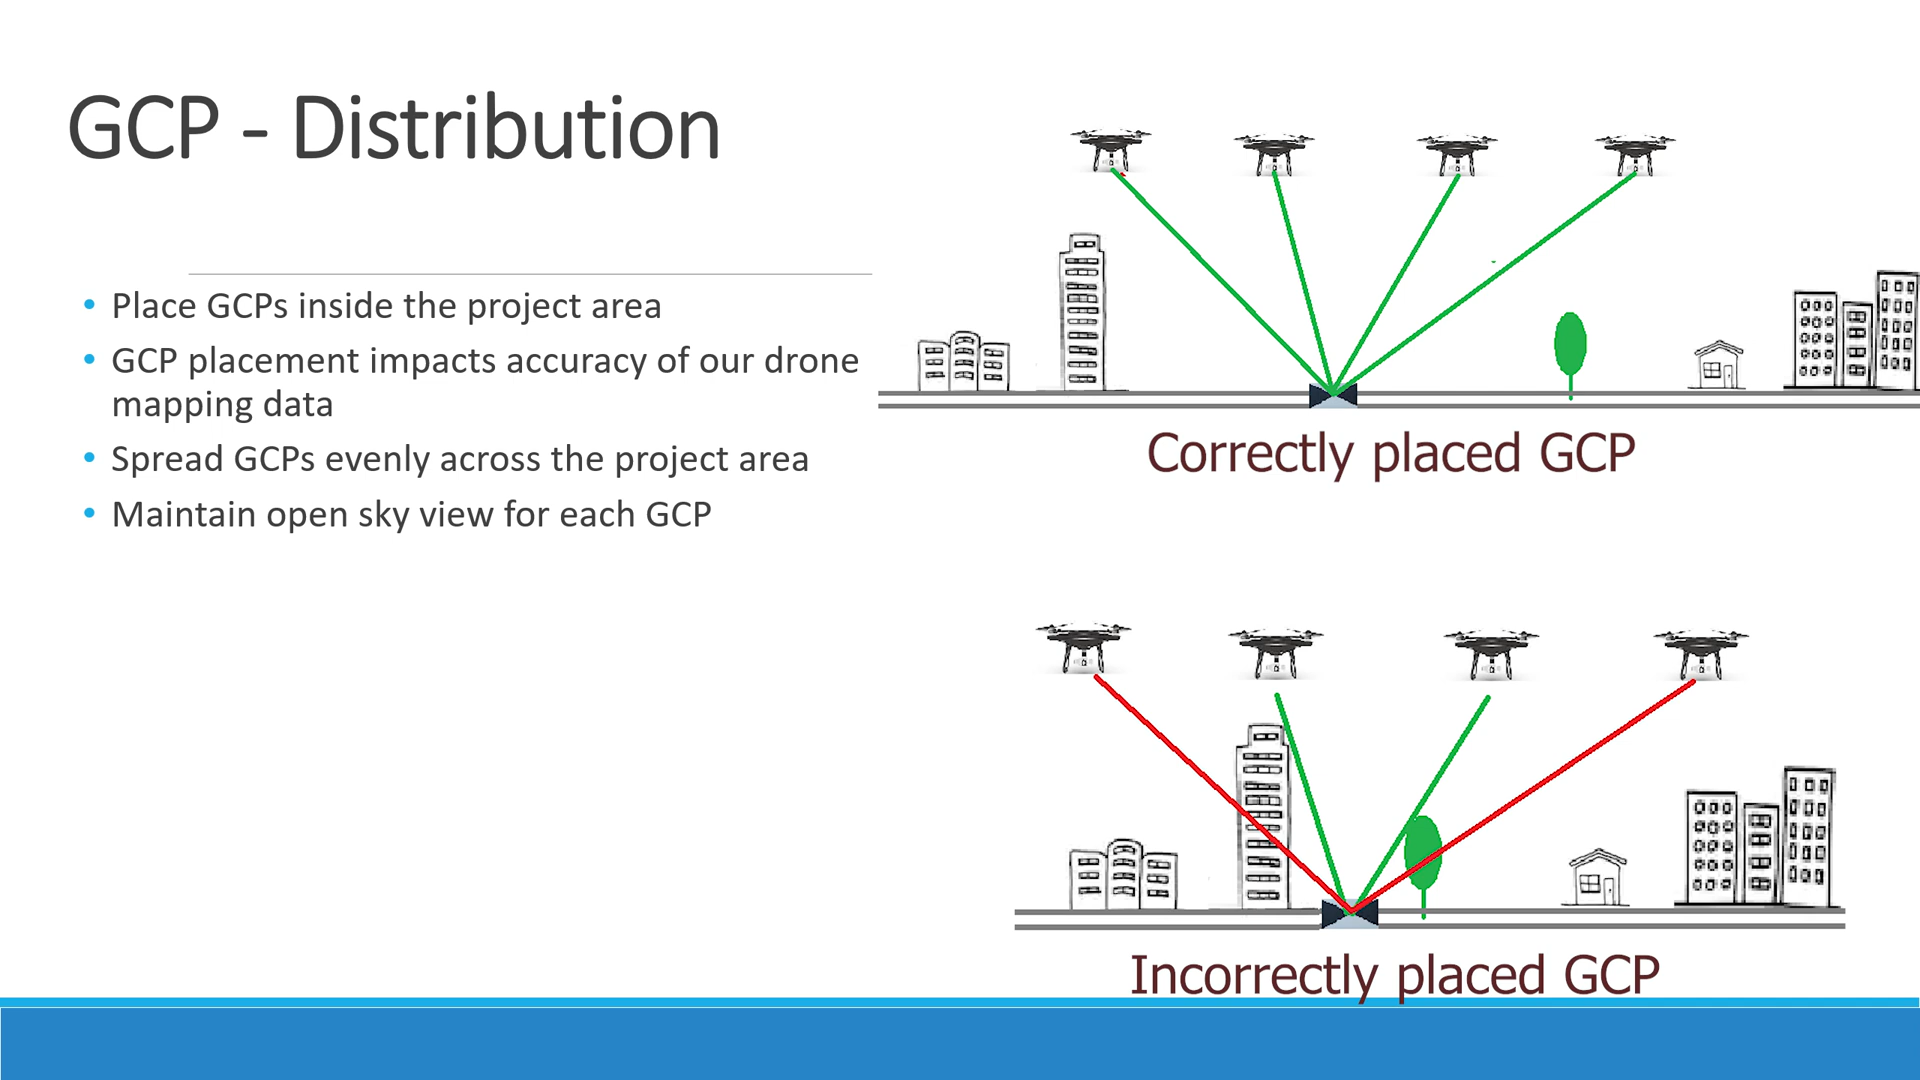 GCP - Distribution
• Place GCPs inside the project area
• GCP placement impacts accuracy of our drone
mapping data
• Spread GCPs evenly across the project area
• Maintain open sky view for each GCP
Correctly placed GCP
Incorrectly placed GCP